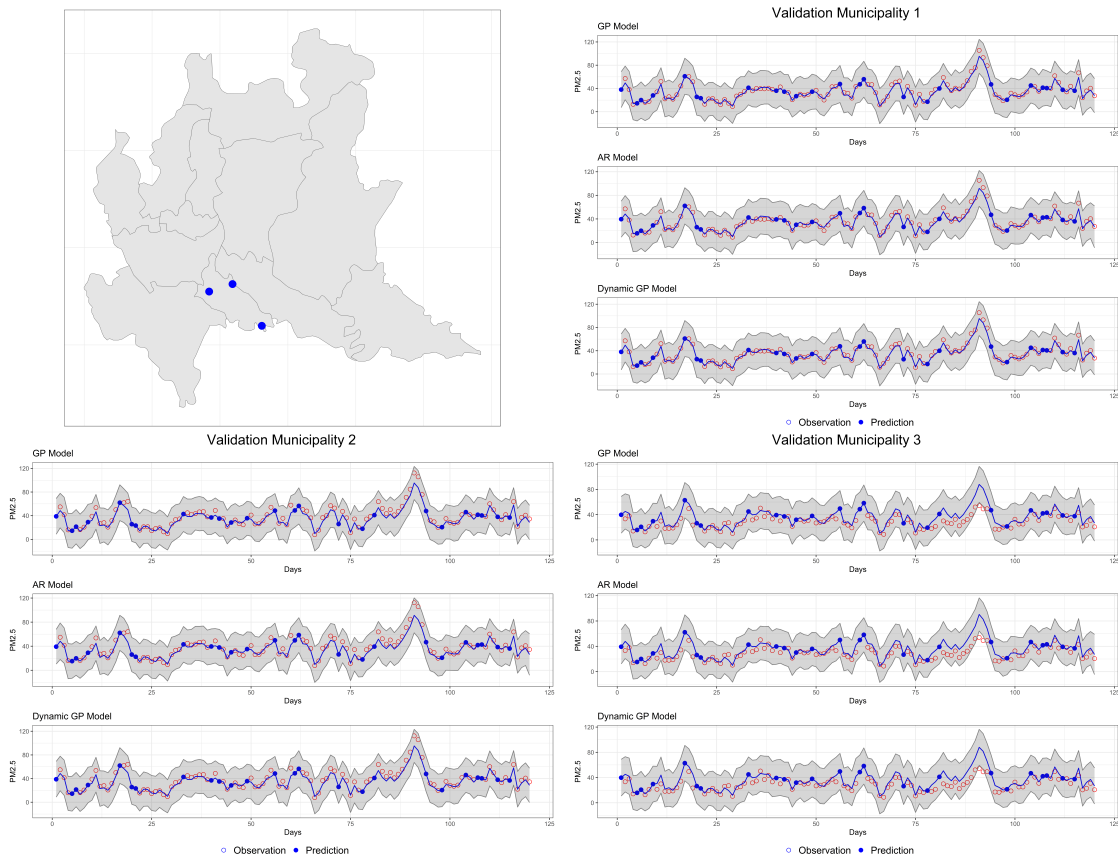 Validation Municipality 1
GP Model
PM2.5
120
80
40
0
0
25
50
75
100
125
Days
AR Model
PM2.5
120
80
40
0
0
25
50
75
100
125
Days
Dynamic GP Model
PM2.5
120
80
40
0
0
25
50
75
100
125
Days
Observation
Prediction
Validation Municipality 2
GP Model
PM2.5
120
80
40
0
0
25
50
75
100
125
Days
AR Model
PM2.5
120
80
40
0
0
25
50
75
100
125
Days
Dynamic GP Model
PM2.5
120
80
40
0
0
25
50
75
100
125
Days
Observation
Prediction
Validation Municipality 3
GP Model
PM2.5
120
80
40
0
0
25
50
75
100
125
Days
AR Model
PM2.5
120
80
40
0
0
25
50
75
100
125
Days
Dynamic GP Model
PM2.5
120
80
40
0
0
25
50
75
100
125
Days
Observation
Prediction